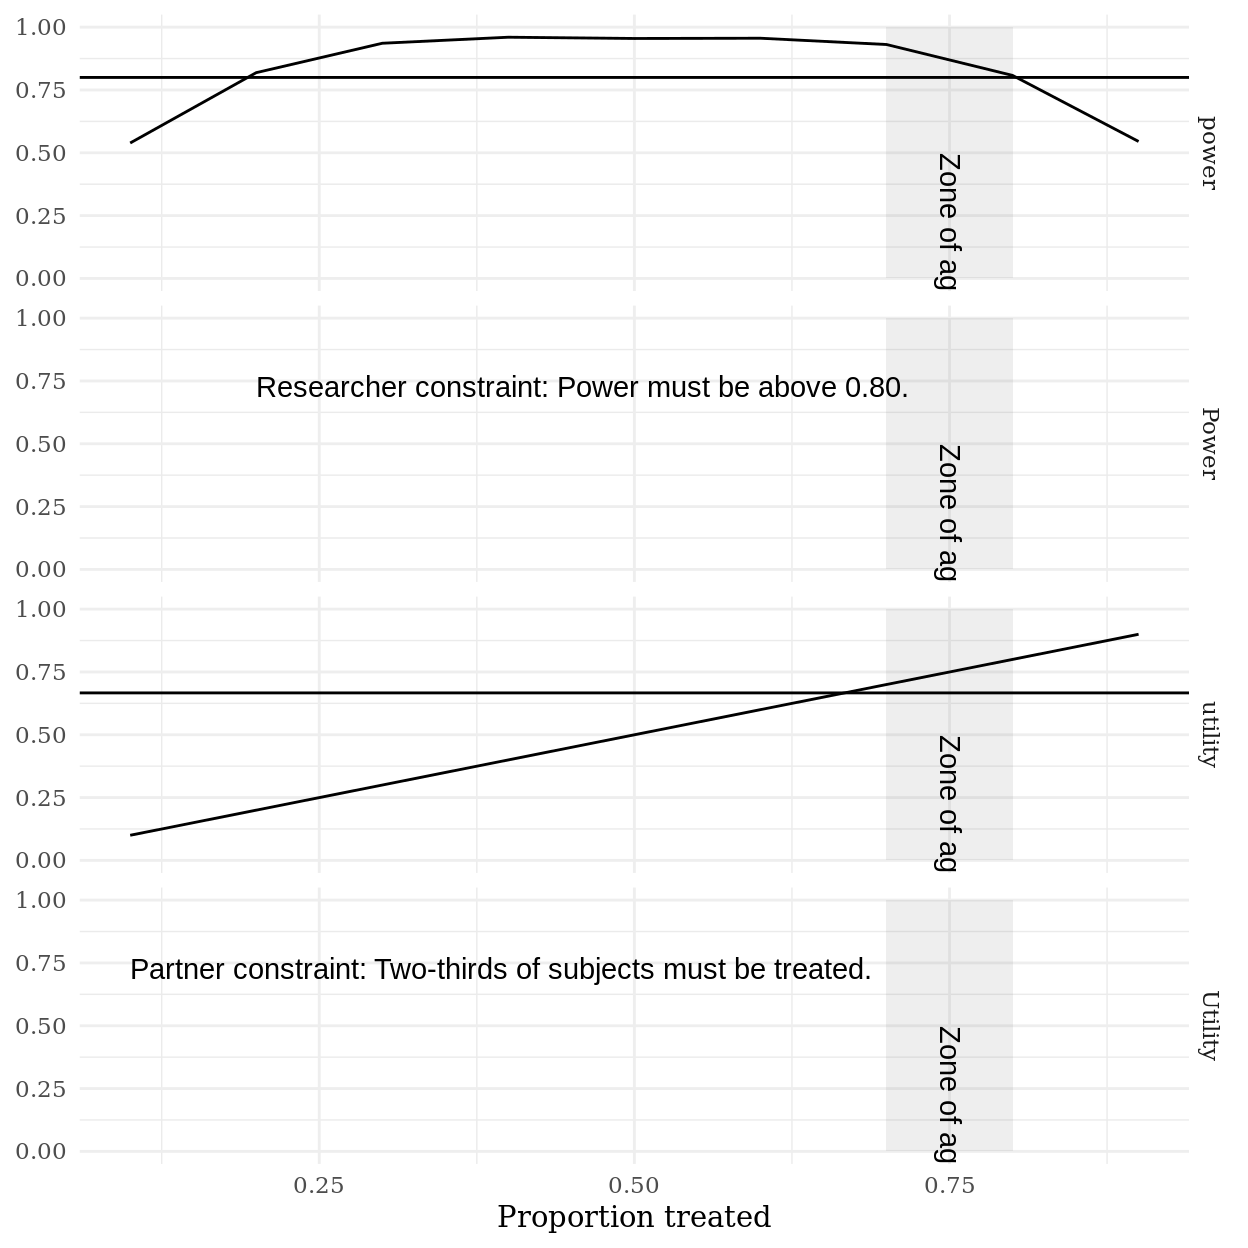 1.00
0.75
0.50
0.25
0.00
Zone of ag
power
1.00
0.75
0.50
0.25
0.00
Researcher constraint: Power must be above 0.80.
Zone of ag
Power
1.00
0.75
0.50
0.25
0.00
Zone of ag
utility
1.00
0.75
0.50
0.25
0.00
Partner constraint: Two-thirds of subjects must be treated.
Zone of ag
Utility
0.25
0.50
0.75
Proportion treated